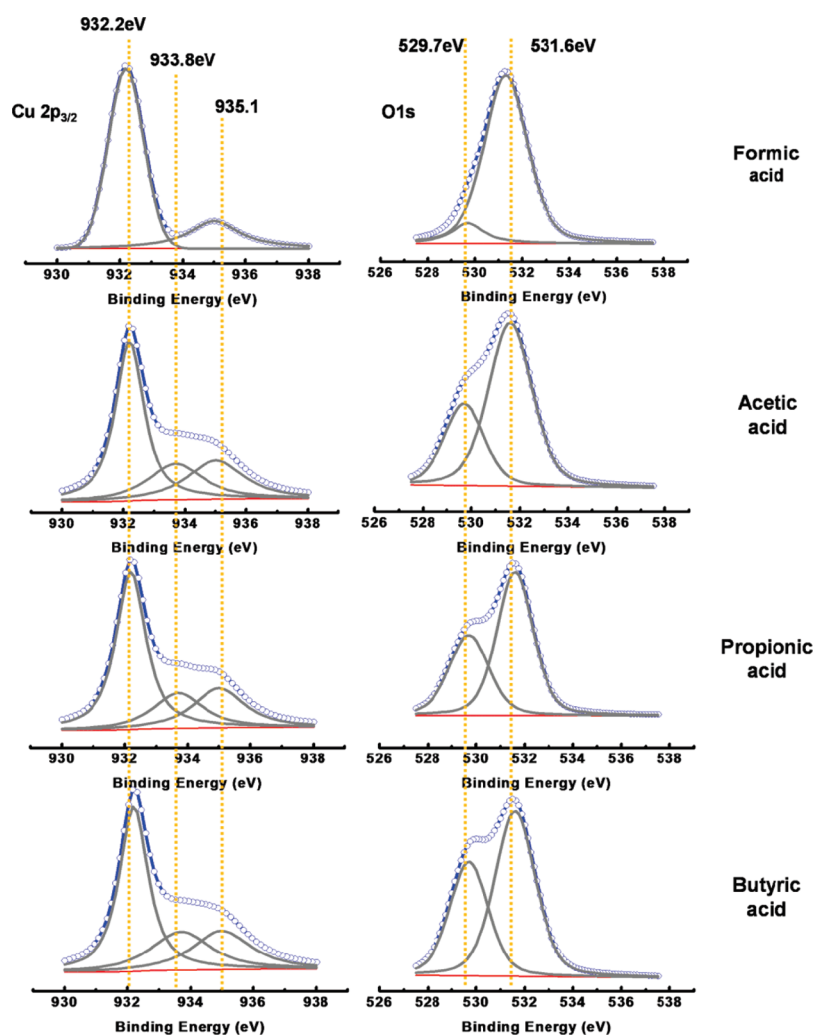 932.2eV
933.8eV
935.1
529.7eV 531.6eV
Cu 2p3/2
O1s
Formic
acid
930 932 934 936 938
526 528 530 532 534 536 538
Binding Energy (eV)
Binding Energy (eV)
Acetic
acid
930 932 934 936 938
526 528 530 532 534 536 538
Binding Energy (eV)
Binding Energy (eV)
Propionic
acid
930 932 934 936 938
526 528 530 532 534 536 538
Binding Energy (eV)
Binding Energy (eV)
Butyric
acid
930 932 934 936 938
526 528 530 532 534 536 538
Binding Energy (eV)
Binding Energy (eV)